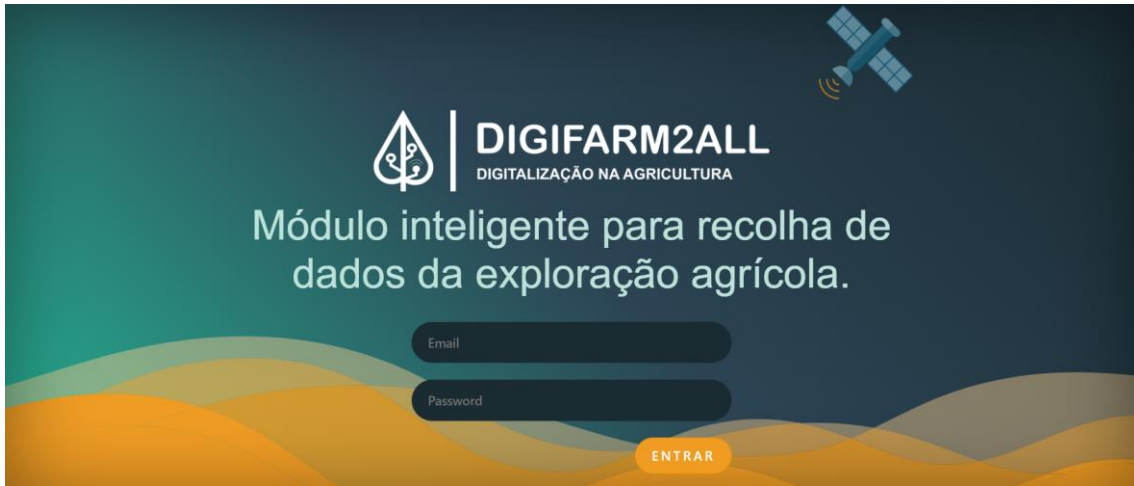 DIGIFARM2ALL
DIGITALIZAÇÃO NA AGRICULTURA
Módulo inteligente para recolha de
dados da exploração agrícola.
Email
Password
ENTRAR